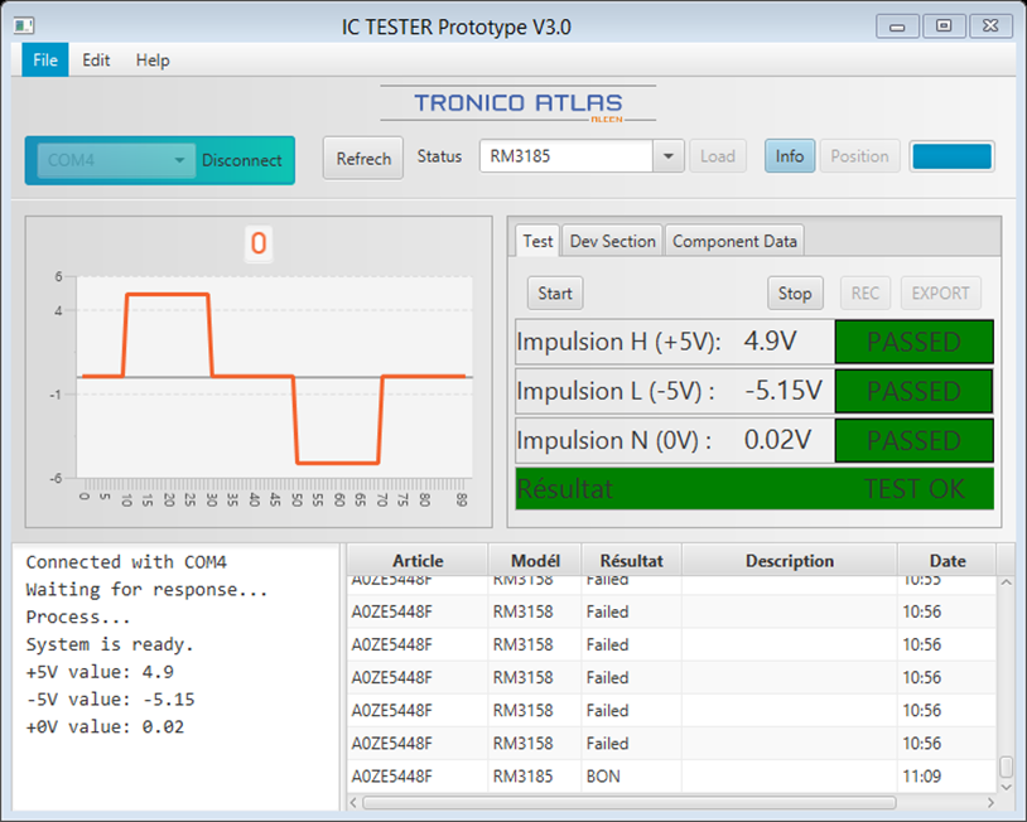 IC TESTER Prototype V3.0
File Edit Help
TRONICO ATLAS
ALCEN
COM4 Disconnect Refrech Status RM3185 Load Info Position
0
6
4
-1
-6
0 5 10 15 20 25 30 35 40 45 50 55 60 65 70 75 80 89
Test Dev Section Component Data
Start Stop REC EXPORT
Impulsion H (+5V): 4.9V PASSED
Impulsion L (-5V) : -5.15V PASSED
Impulsion N (0V) : 0.02V PASSED
Résultat TEST OK
Connected with COM4
Waiting for response...
Process...
System is ready.
+5V value: 4.9
-5V value: -5.15
+0V value: 0.02
Article Modél Résultat Description Date
A0ZE5448F RM3158 Failed 10:55
A0ZE5448F RM3158 Failed 10:56
A0ZE5448F RM3158 Failed 10:56
A0ZE5448F RM3158 Failed 10:56
A0ZE5448F RM3158 Failed 10:56
A0ZE5448F RM3158 Failed 10:56
A0ZE5448F RM3185 BON 11:09